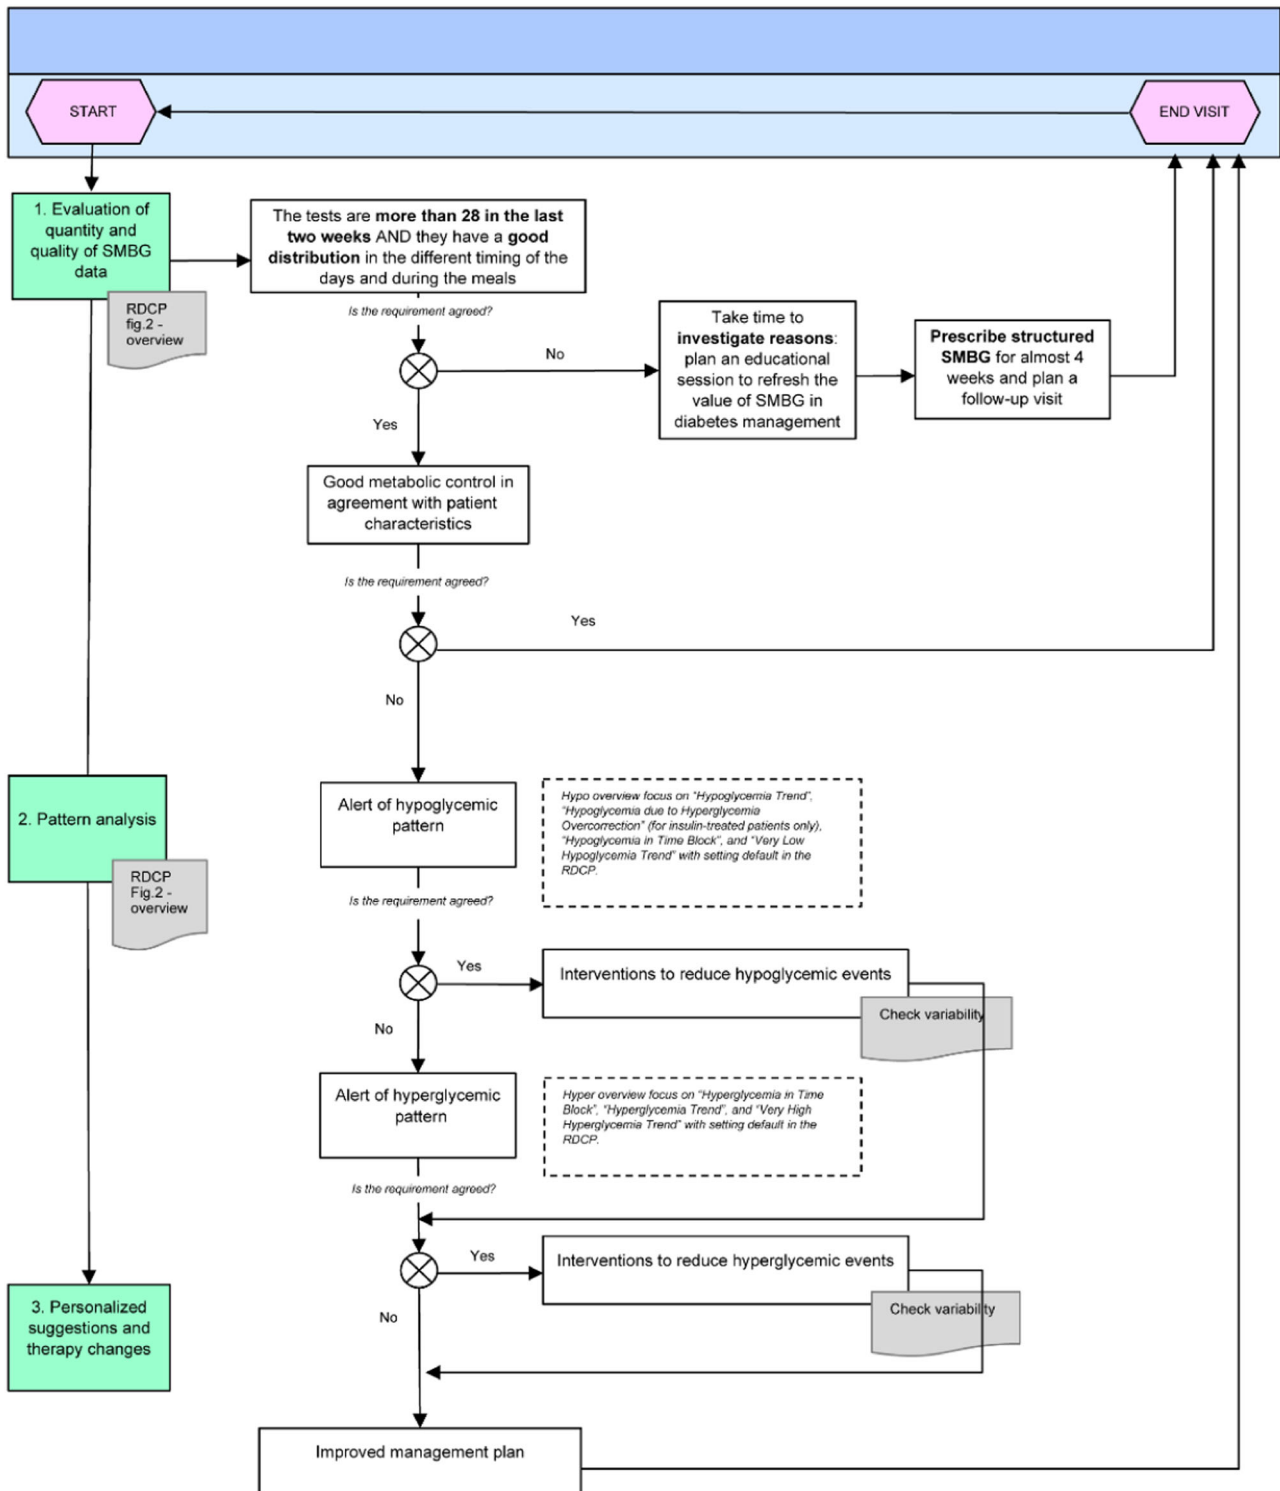 START
END VISIT
1. Evaluation of
quantity and
quality of SMBG
data
RDCP
fig.2 -
overview
The tests are more than 28 in the last
two weeks AND they have a good
distribution in the different timing of the
days and during the meals
Is the requirement agreed?
No
Yes
Take time to
investigate reasons:
plan an educational
session to refresh the
value of SMBG in
diabetes management
Prescribe structured
SMBG for almost 4
weeks and plan a
follow-up visit
Good metabolic control in
agreement with patient
characteristics
Is the requirement agreed?
Yes
No
2. Pattern analysis
RDCP
Fig.2 -
overview
Alert of hypoglycemic
pattern
Hypo overview focus on “Hypoglycemia Trend”,
“Hypoglycemia due to Hyperglycemia
Overcorrection” (for insulin-treated patients only),
“Hypoglycemia in Time Block”, and “Very Low
Hypoglycemia Trend” with setting default in the
RDCP.
Is the requirement agreed?
Yes
No
Interventions to reduce hypoglycemic events
Check variability
Alert of hyperglycemic
pattern
Hyper overview focus on “Hyperglycemia in Time
Block”, “Hyperglycemia Trend”, and “Very High
Hyperglycemia Trend” with setting default in the
RDCP.
Is the requirement agreed?
Yes
No
Interventions to reduce hyperglycemic events
Check variability
3. Personalized
suggestions and
therapy changes
Improved management plan